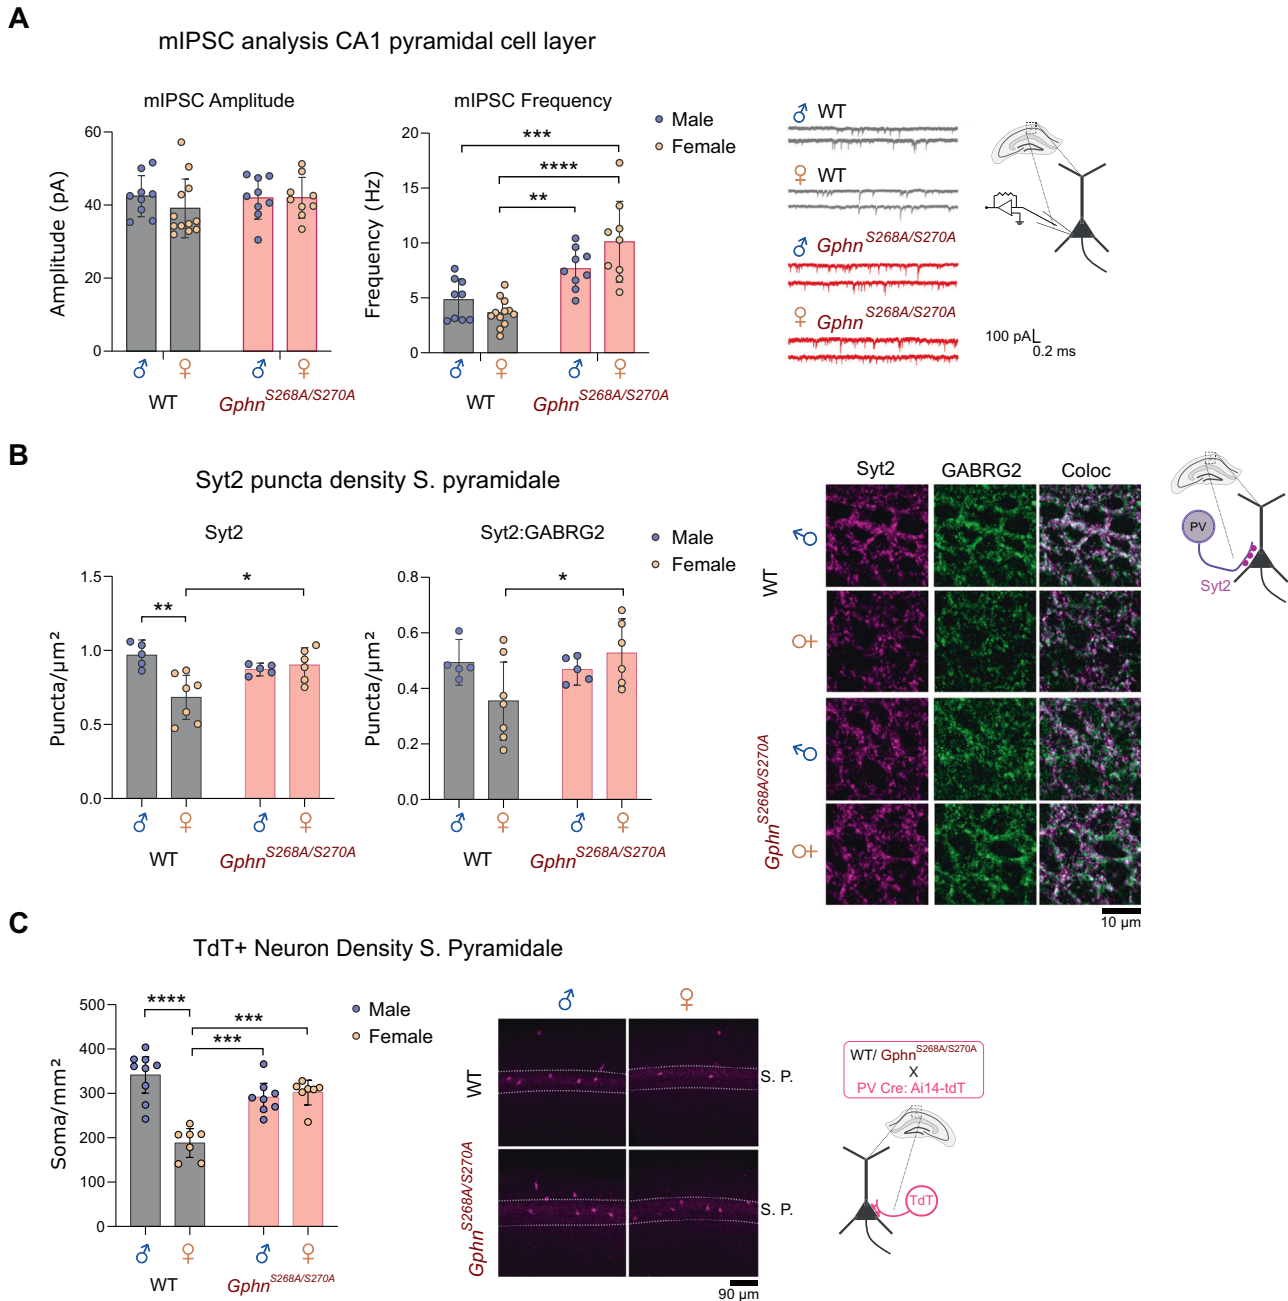 A
mIPSC analysis CA1 pyramidal cell layer
mIPSC Amplitude
Amplitude (pA)
60
40
20
0
♂ ♀ ♂ ♀
WT
Gphn^S268A/S270A
mIPSC Frequency
Frequency (Hz)
20
15
10
5
0
***
****
**
♂ ♀ ♂ ♀
WT
Gphn^S268A/S270A
Male
Female
♂ WT
♀ WT
♂ Gphn^S268A/S270A
♀ Gphn^S268A/S270A
100 pA
0.2 ms
B
Syt2 puncta density S. pyramidale
Syt2
Puncta/µm²
1.5
1.0
0.5
0.0
**
*
♂ ♀ ♂ ♀
WT
Gphn^S268A/S270A
Syt2:GABRG2
Puncta/µm²
0.8
0.6
0.4
0.2
0.0
*
♂ ♀ ♂ ♀
WT
Gphn^S268A/S270A
Male
Female
Syt2 GABRG2 Coloc
WT
♂
♀
Gphn^S268A/S270A
♂
♀
10 µm
PV
Syt2
C
TdT+ Neuron Density S. Pyramidale
Soma/mm²
500
400
300
200
100
0
****
***
***
♂ ♀ ♂ ♀
WT
Gphn^S268A/S270A
Male
Female
♂ ♀
WT
S. P.
Gphn^S268A/S270A
S. P.
90 µm
WT/ Gphn^S268A/S270A
X
PV Cre: Ai14-tdT
TdT